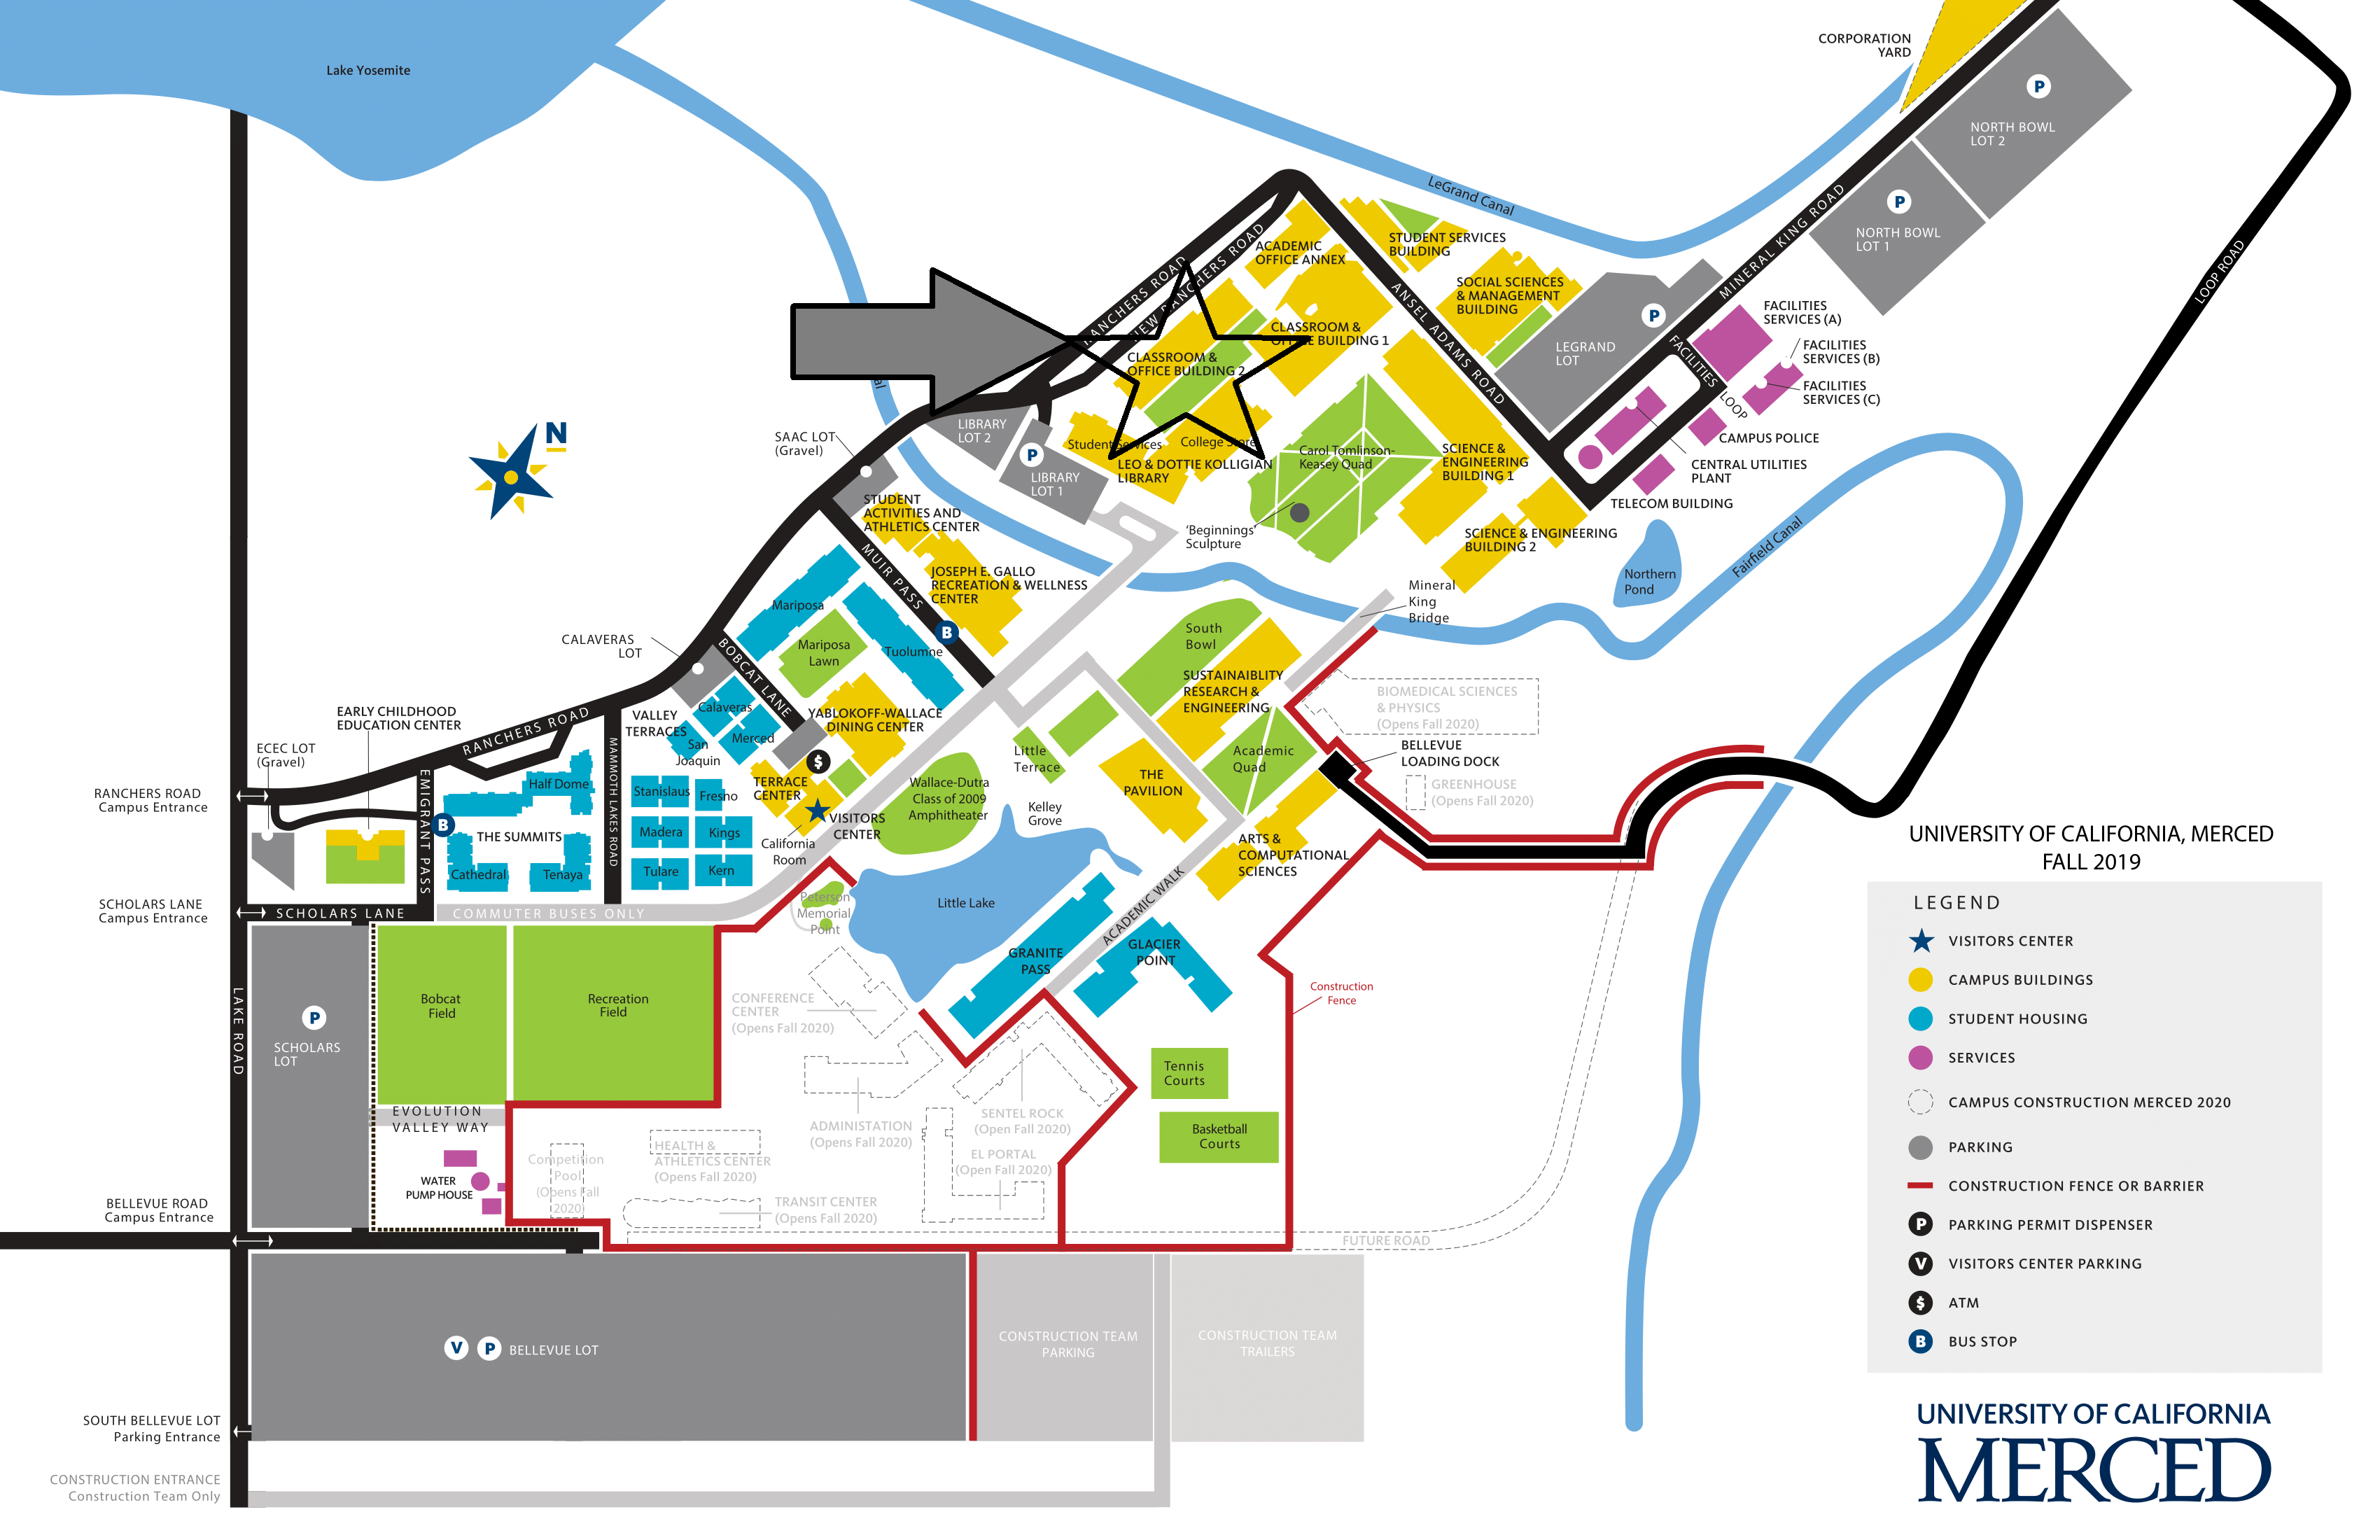 Lake Yosemite
CORPORATION
YARD
P
NORTH BOWL
LOT 2
P
NORTH BOWL
LOT 1
LeGrand Canal
MINERAL KING ROAD
LOOP ROAD
RANCHERS ROAD
NEW RANCHERS ROAD
ACADEMIC
OFFICE ANNEX
STUDENT SERVICES
BUILDING
SOCIAL SCIENCES
& MANAGEMENT
BUILDING
ANSEL ADAMS ROAD
CLASSROOM &
OFFICE BUILDING 1
CLASSROOM &
OFFICE BUILDING 2
P
LEGRAND
LOT
FACILITIES
LOOP
FACILITIES
SERVICES (A)
FACILITIES
SERVICES (B)
FACILITIES
SERVICES (C)
CAMPUS POLICE
CENTRAL UTILITIES
PLANT
TELECOM BUILDING
N
SAAC LOT
(Gravel)
LIBRARY
LOT 2
P
LIBRARY
LOT 1
Student Services
College Store
LEO & DOTTIE KOLLIGIAN
LIBRARY
Carol Tomlinson-
Keasey Quad
SCIENCE &
ENGINEERING
BUILDING 1
'Beginnings'
Sculpture
SCIENCE & ENGINEERING
BUILDING 2
Northern
Pond
Fairfield Canal
STUDENT
ACTIVITIES AND
ATHLETICS CENTER
MUIR PASS
JOSEPH E. GALLO
RECREATION & WELLNESS
CENTER
B
Mineral
King
Bridge
Mariposa
Mariposa
Lawn
Tuolumne
CALAVERAS
LOT
BOBCAT LANE
South
Bowl
SUSTAINAIBLITY
RESEARCH &
ENGINEERING
BIOMEDICAL SCIENCES
& PHYSICS
(Opens Fall 2020)
EARLY CHILDHOOD
EDUCATION CENTER
ECEC LOT
(Gravel)
RANCHERS ROAD
VALLEY
TERRACES
Calaveras
San
Joaquin
Merced
YABLOKOFF-WALLACE
DINING CENTER
$
Little
Terrace
Academic
Quad
BELLEVUE
LOADING DOCK
GREENHOUSE
(Opens Fall 2020)
RANCHERS ROAD
Campus Entrance
EMIGRANT PASS
B
Half Dome
THE SUMMITS
Cathedral
Tenaya
MAMMOTH LAKES ROAD
Stanislaus
Fresno
Madera
Kings
Tulare
Kern
TERRACE
CENTER
VISITORS
CENTER
California
Room
Wallace-Dutra
Class of 2009
Amphitheater
Kelley
Grove
THE
PAVILION
ARTS &
COMPUTATIONAL
SCIENCES
SCHOLARS LANE
Campus Entrance
SCHOLARS LANE
COMMUTER BUSES ONLY
Peterson
Memorial
Point
Little Lake
ACADEMIC WALK
GRANITE
PASS
GLACIER
POINT
LAKE ROAD
P
SCHOLARS
LOT
Bobcat
Field
Recreation
Field
CONFERENCE
CENTER
(Opens Fall 2020)
Construction
Fence
ADMINISTATION
(Opens Fall 2020)
SENTEL ROCK
(Opens Fall 2020)
Tennis
Courts
Basketball
Courts
EVOLUTION
VALLEY WAY
WATER
PUMP HOUSE
Competition
Pool
(Opens Fall
2020)
HEALTH &
ATHLETICS CENTER
(Opens Fall 2020)
EL PORTAL
(Open Fall 2020)
TRANSIT CENTER
(Opens Fall 2020)
BELLEVUE ROAD
Campus Entrance
FUTURE ROAD
V P BELLEVUE LOT
CONSTRUCTION TEAM
PARKING
CONSTRUCTION TEAM
TRAILERS
SOUTH BELLEVUE LOT
Parking Entrance
CONSTRUCTION ENTRANCE
Construction Team Only
UNIVERSITY OF CALIFORNIA, MERCED
FALL 2019
LEGEND
VISITORS CENTER
CAMPUS BUILDINGS
STUDENT HOUSING
SERVICES
CAMPUS CONSTRUCTION MERCED 2020
PARKING
CONSTRUCTION FENCE OR BARRIER
P PARKING PERMIT DISPENSER
V VISITORS CENTER PARKING
$ ATM
B BUS STOP
UNIVERSITY OF CALIFORNIA
MERCED